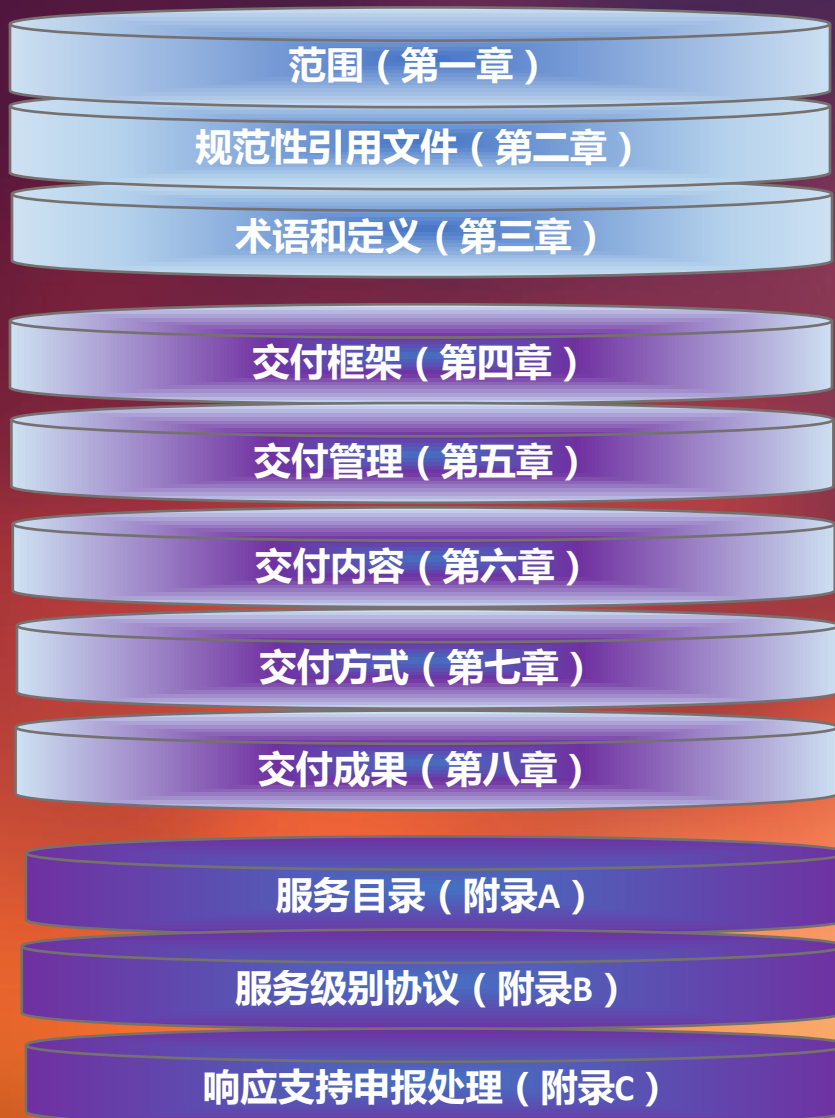 范围（第一章）
规范性引用文件（第二章）
术语和定义（第三章）
交付框架（第四章）
交付管理（第五章）
交付内容（第六章）
交付方式（第七章）
交付成果（第八章）
服务目录（附录A）
服务级别协议（附录B）
响应支持申报处理（附录C）